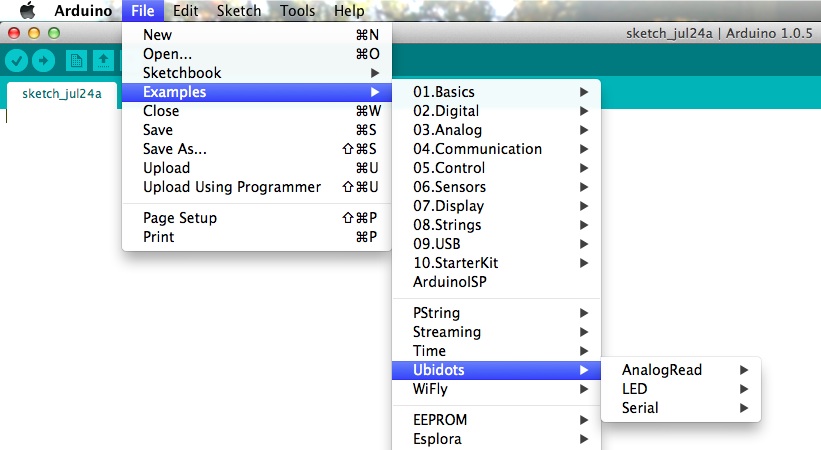 Arduino File Edit Sketch Tools Help
sketch_jul24a | Arduino 1.0.5
sketch_jul24a
New ⌘N
Open... ⌘O
Sketchbook ▶
Examples ▶
Close ⌘W
Save ⌘S
Save As... ⇧⌘S
Upload ⌘U
Upload Using Programmer ⇧⌘U
Page Setup ⇧⌘P
Print ⌘P
01.Basics ▶
02.Digital ▶
03.Analog ▶
04.Communication ▶
05.Control ▶
06.Sensors ▶
07.Display ▶
08.Strings ▶
09.USB ▶
10.StarterKit ▶
ArduinoISP
PString ▶
Streaming ▶
Time ▶
Ubidots ▶
WiFly ▶
EEPROM ▶
Esplora ▶
AnalogRead ▶
LED ▶
Serial ▶